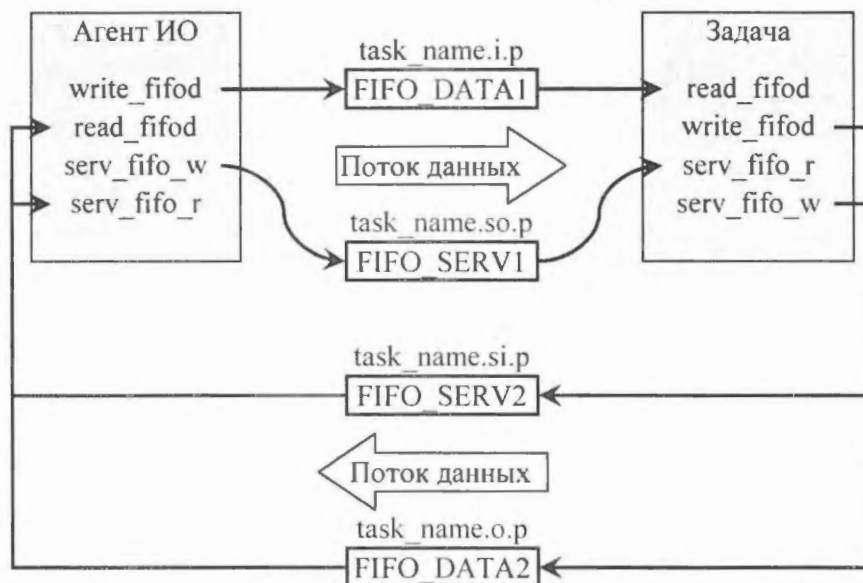 Агент ИО
write_fifod
read_fifod
serv_fifo_w
serv_fifo_r
task_name.i.p
FIFO_DATA1
Поток данных
task_name.so.p
FIFO_SERV1
Задача
read_fifod
write_fifod
serv_fifo_r
serv_fifo_w
task_name.si.p
FIFO_SERV2
Поток данных
task_name.o.p
FIFO_DATA2